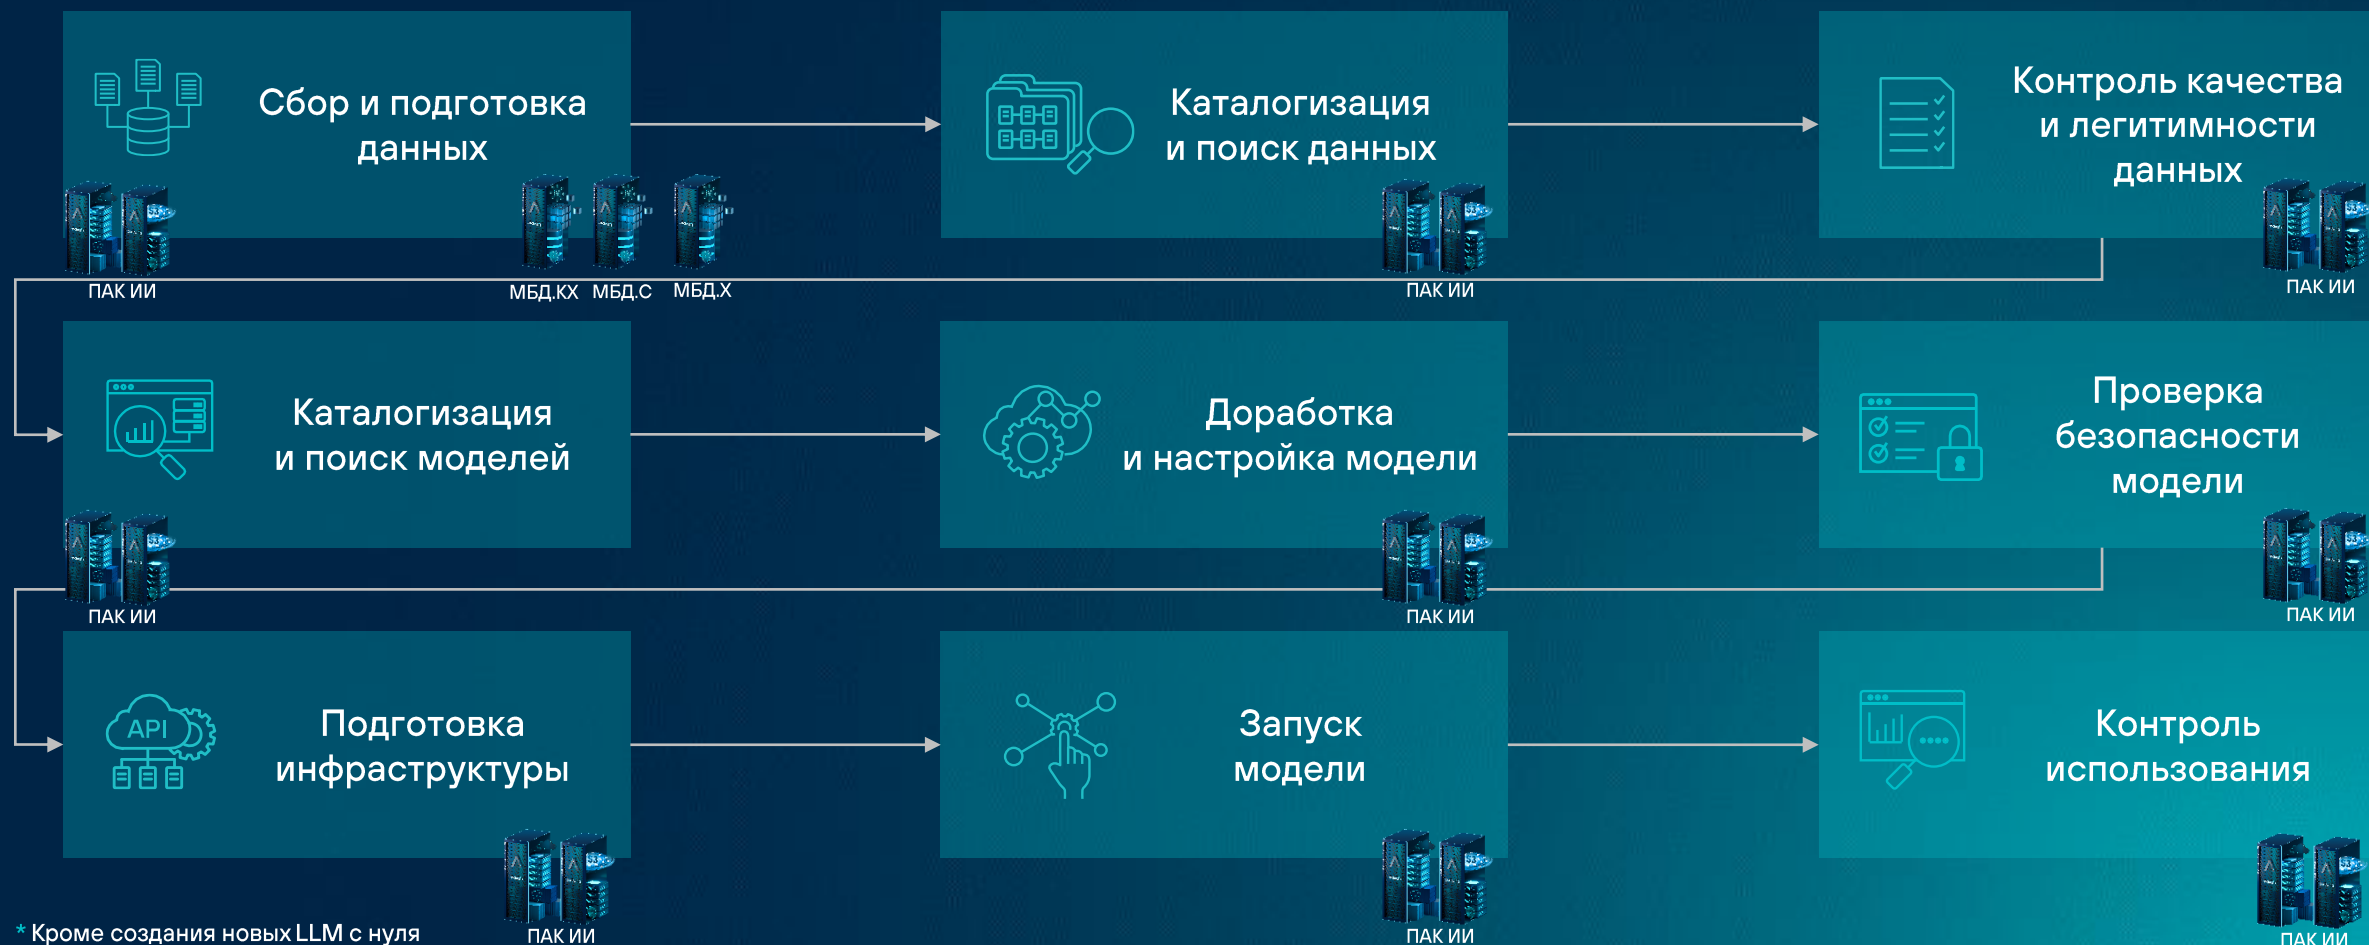 Сбор и подготовка
данных
Каталогизация
и поиск данных
Контроль качества
и легитимности
данных
ПАК ИИ
МБД.КХ
МБД.С
МБД.Х
ПАК ИИ
ПАК ИИ
Каталогизация
и поиск моделей
Доработка
и настройка модели
Проверка
безопасности
модели
ПАК ИИ
ПАК ИИ
ПАК ИИ
API
Подготовка
инфраструктуры
Запуск
модели
Контроль
использования
ПАК ИИ
ПАК ИИ
ПАК ИИ
* Кроме создания новых LLM с нуля